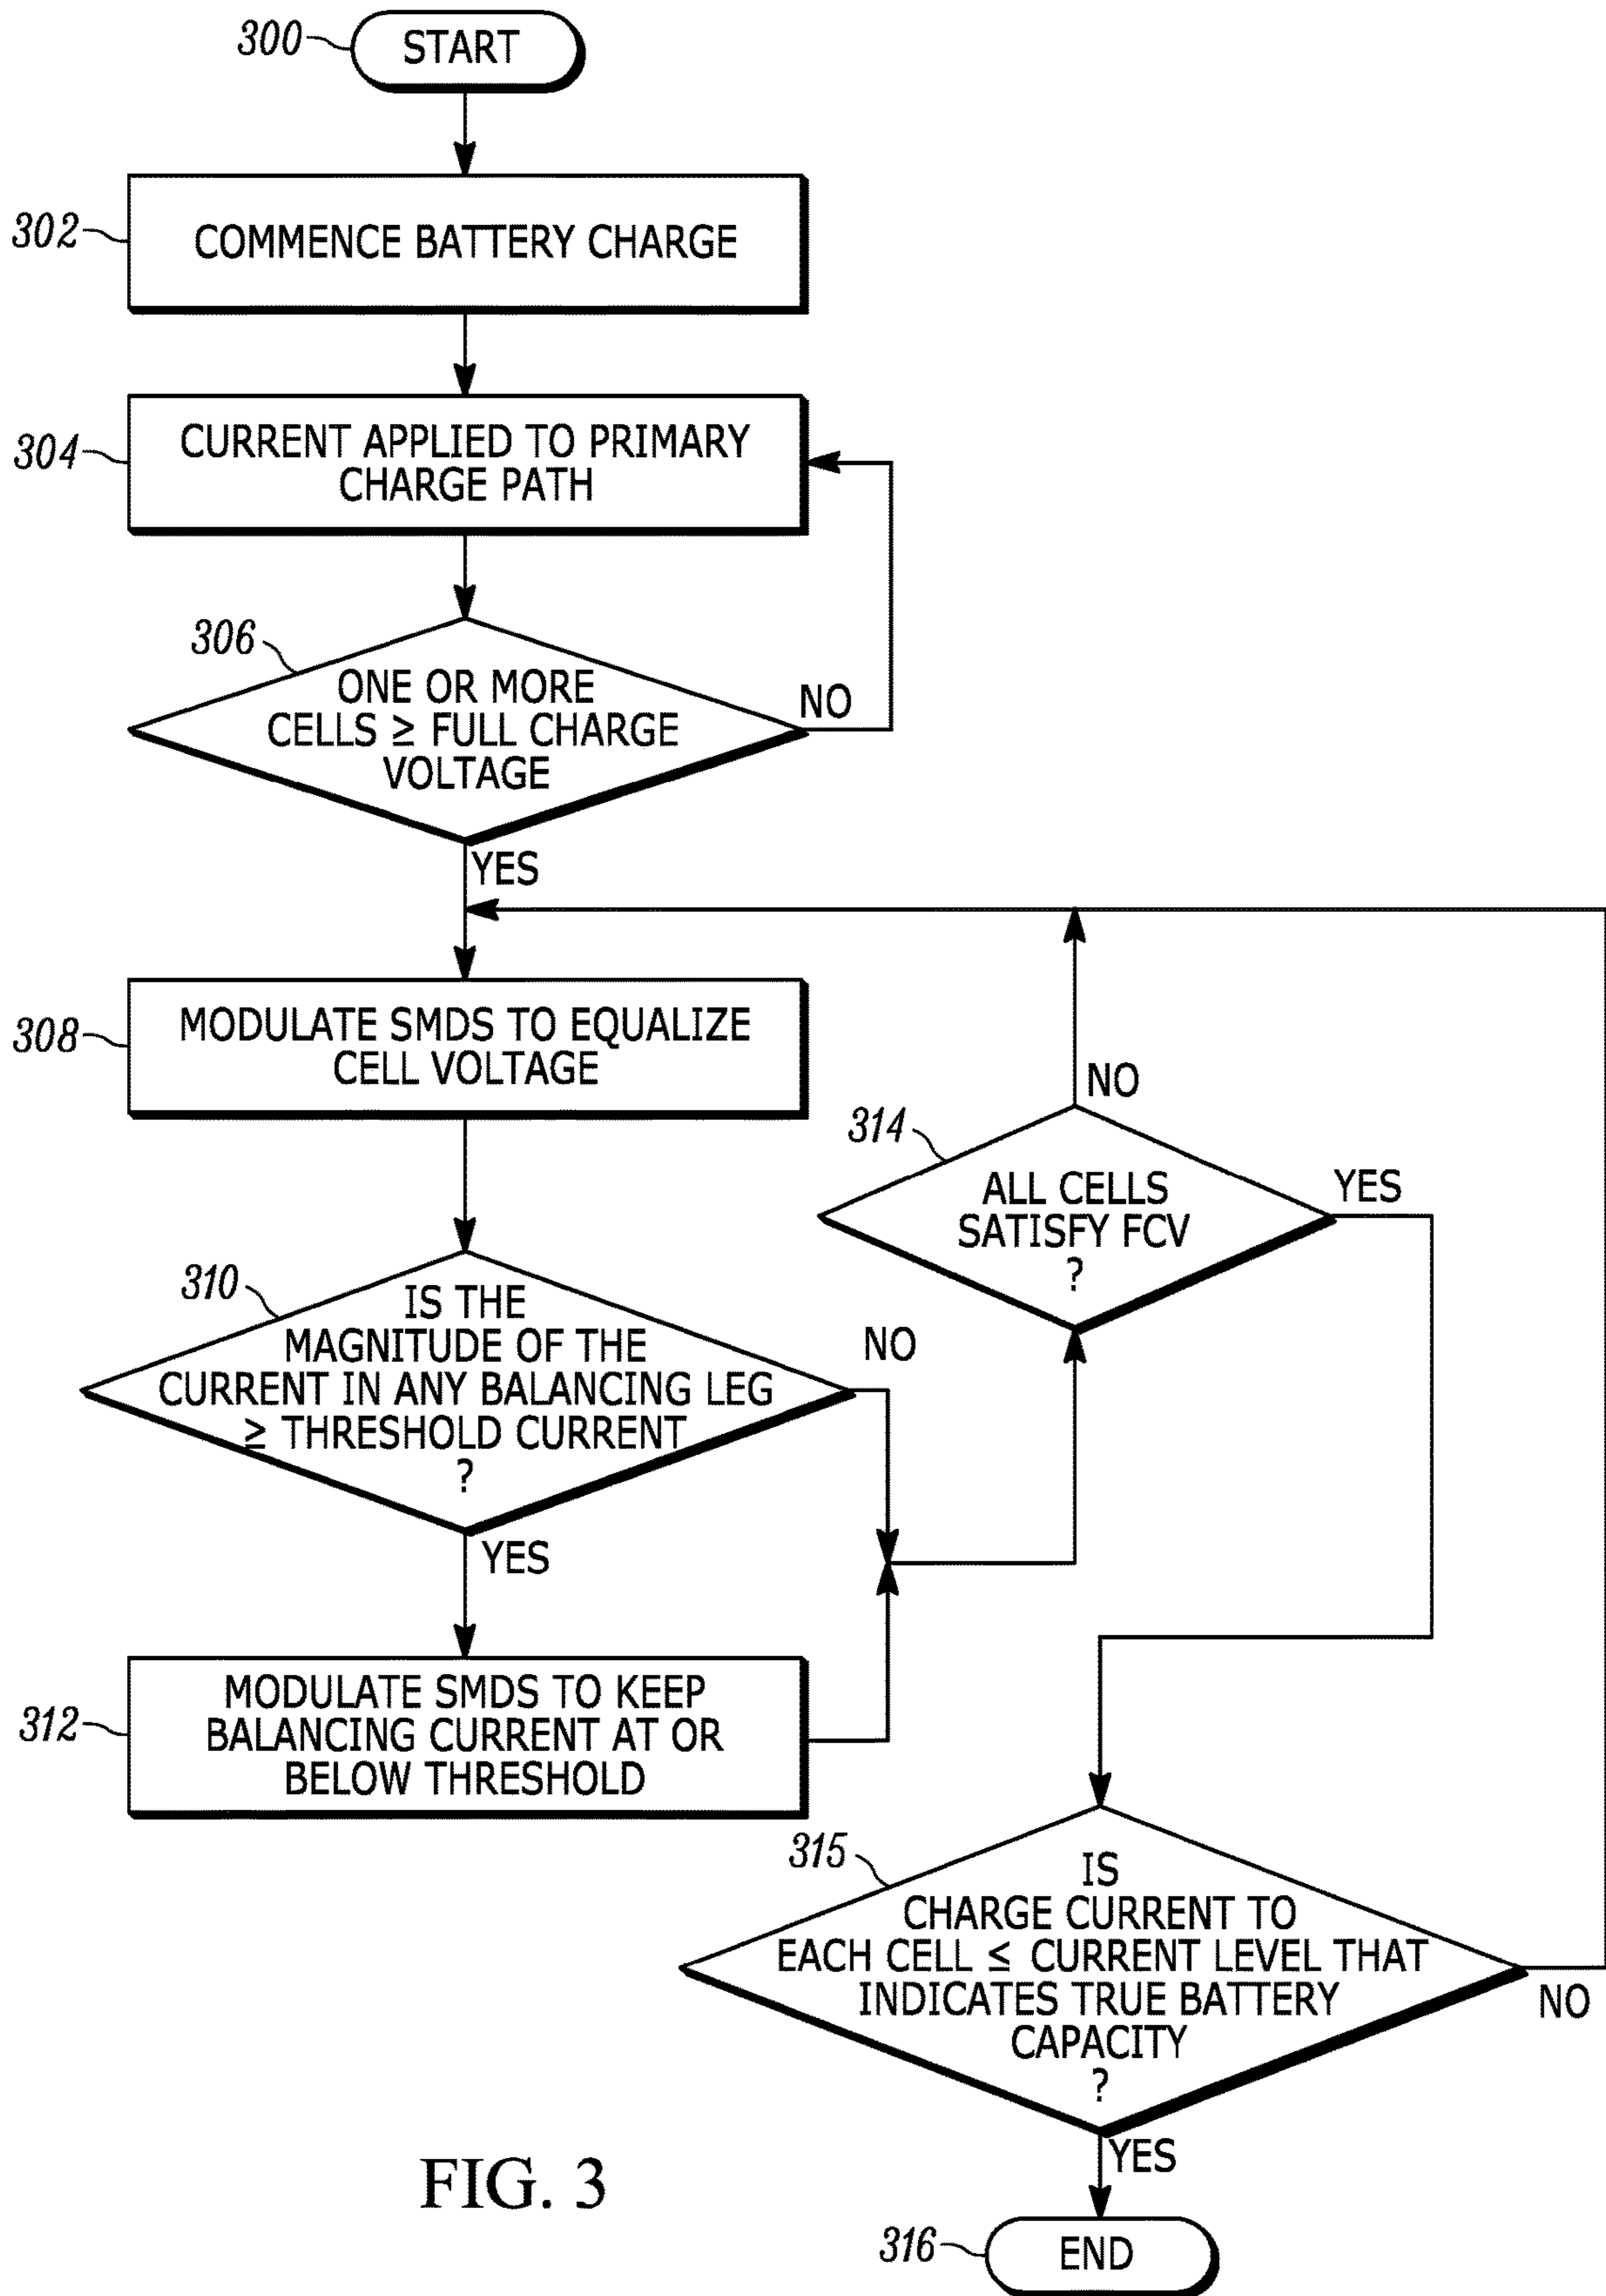 300
START
302
COMMENCE BATTERY CHARGE
304
CURRENT APPLIED TO PRIMARY
CHARGE PATH
306
ONE OR MORE
CELLS ≥ FULL CHARGE
VOLTAGE
NO
YES
308
MODULATE SMDS TO EQUALIZE
CELL VOLTAGE
310
IS THE
MAGNITUDE OF THE
CURRENT IN ANY BALANCING LEG
≥ THRESHOLD CURRENT
?
NO
YES
312
MODULATE SMDS TO KEEP
BALANCING CURRENT AT OR
BELOW THRESHOLD
314
ALL CELLS
SATISFY FCV
?
NO
YES
315
IS
CHARGE CURRENT TO
EACH CELL ≤ CURRENT LEVEL THAT
INDICATES TRUE BATTERY
CAPACITY
?
NO
YES
316
END
FIG. 3